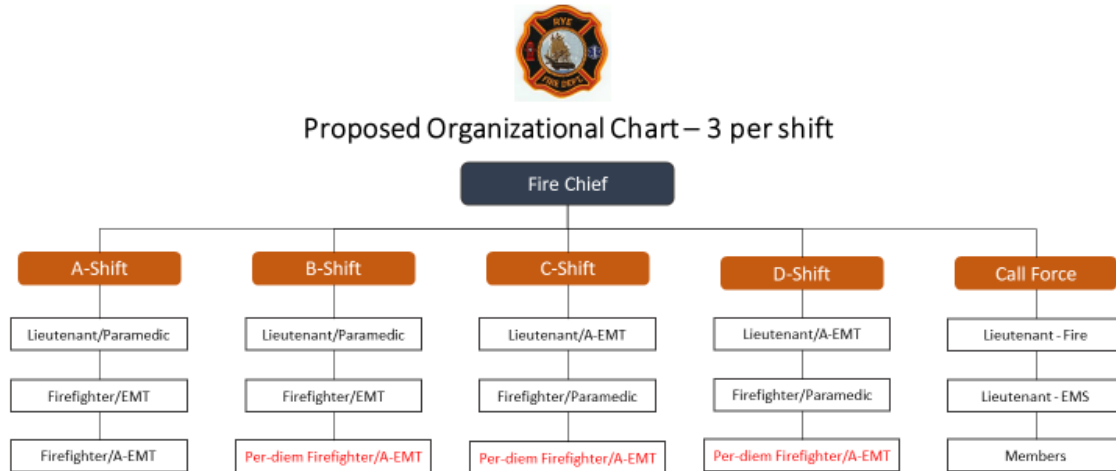 RYE
FIRE DEPT.
Proposed Organizational Chart – 3 per shift
Fire Chief
A-Shift
B-Shift
C-Shift
D-Shift
Call Force
Lieutenant/Paramedic
Lieutenant/Paramedic
Lieutenant/A-EMT
Lieutenant/A-EMT
Lieutenant - Fire
Firefighter/EMT
Firefighter/EMT
Firefighter/Paramedic
Firefighter/Paramedic
Lieutenant - EMS
Firefighter/A-EMT
Per-diem Firefighter/A-EMT
Per-diem Firefighter/A-EMT
Per-diem Firefighter/A-EMT
Members